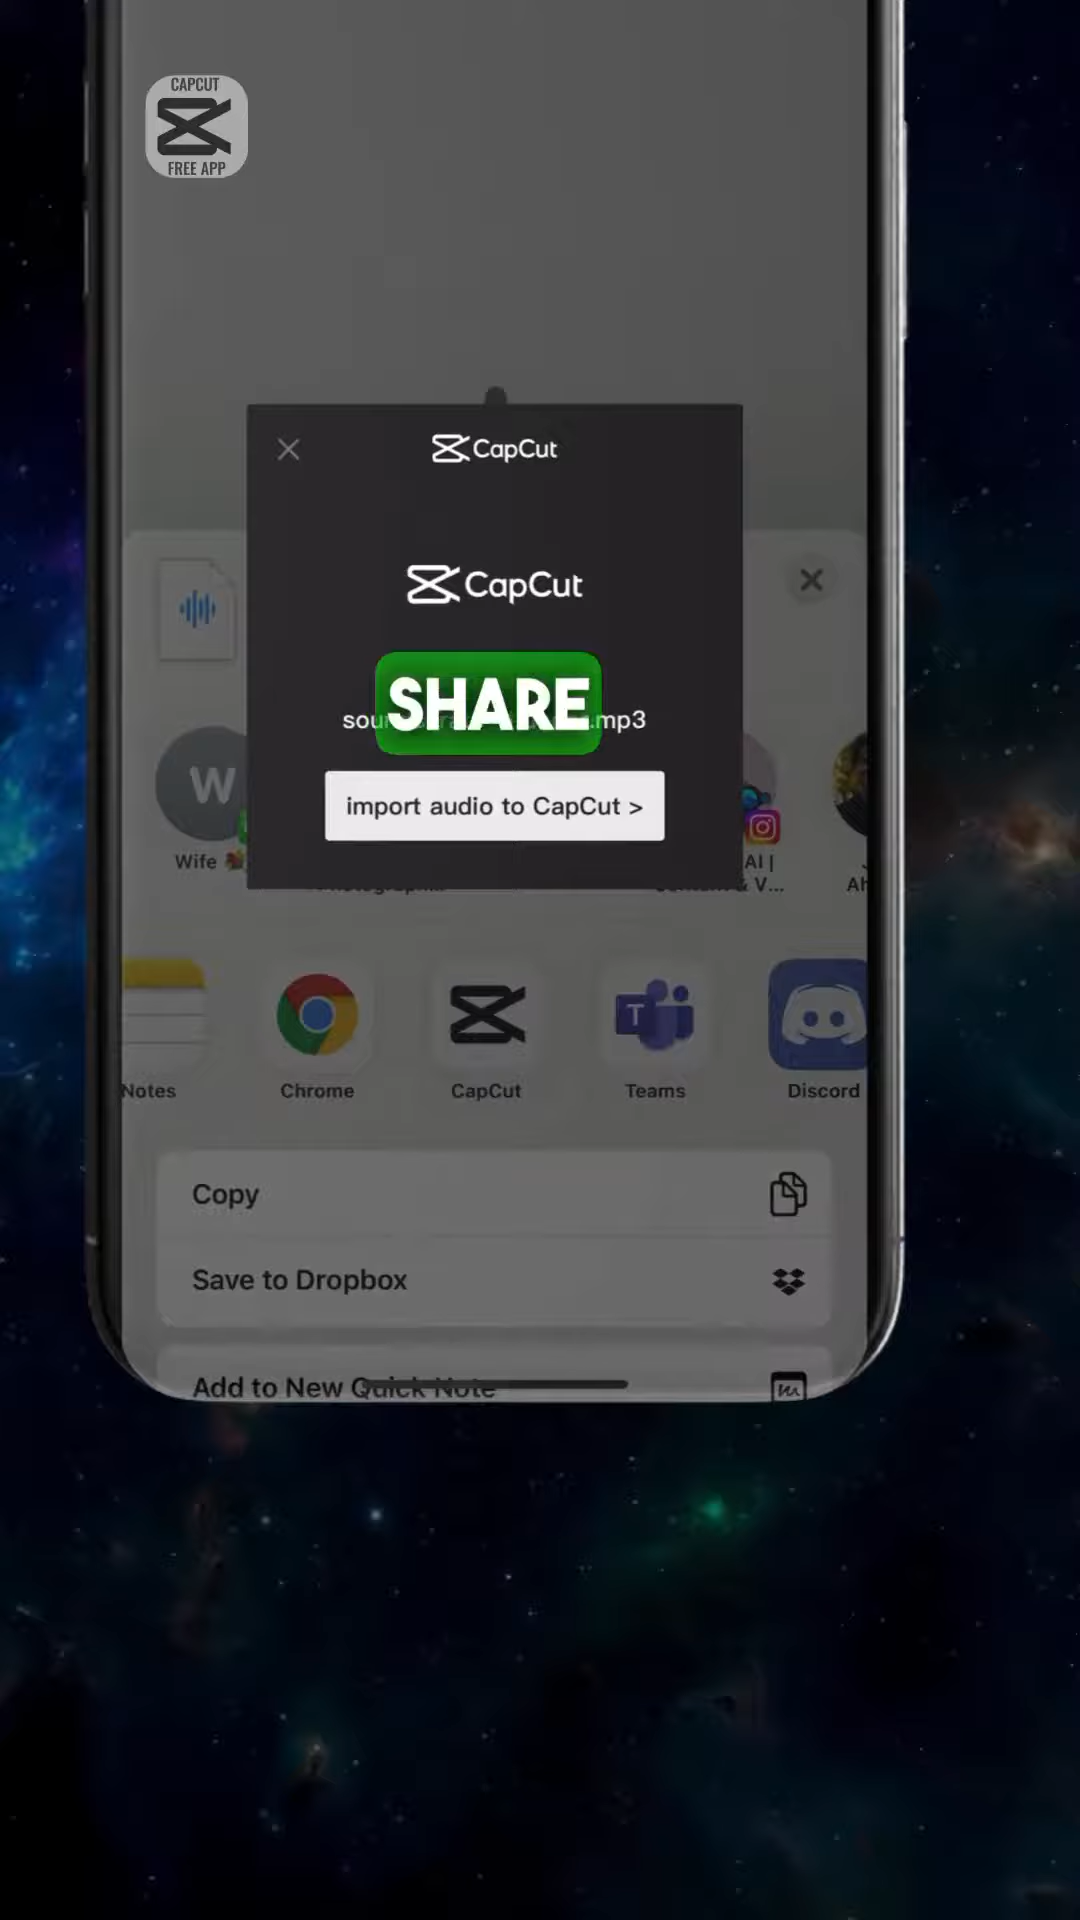 CAPCUT
FREE APP
CapCut
CapCut
SHARE
.mp3
import audio to CapCut >
W
Wife
AI |
& V...
Notes
Chrome
CapCut
T
Teams
Discord
Copy
Save to Dropbox
Add to New Quick Note